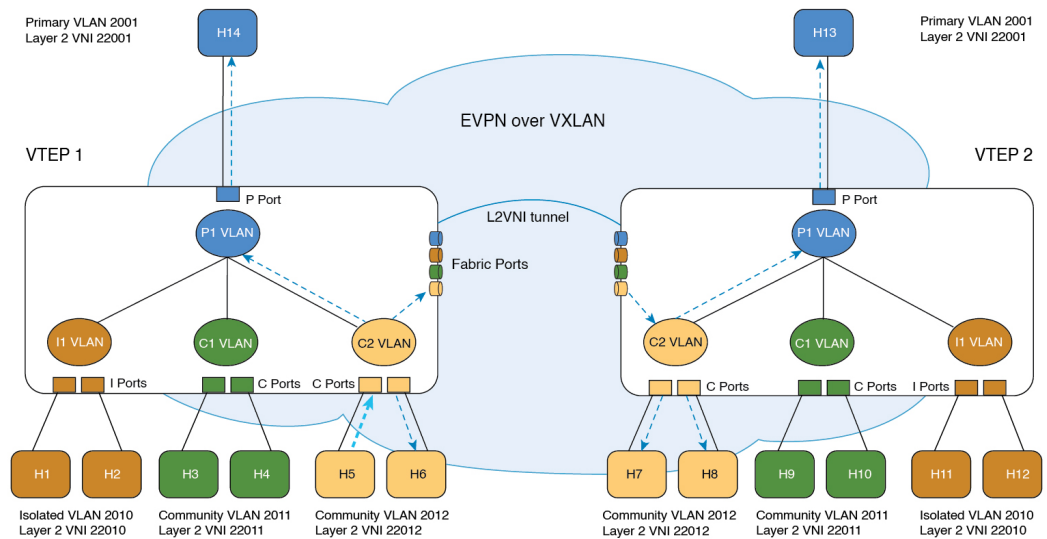 Primary VLAN 2001
Layer 2 VNI 22001
H14
H13
Primary VLAN 2001
Layer 2 VNI 22001
EVPN over VXLAN
VTEP 1
VTEP 2
P Port
P Port
P1 VLAN
L2VNI tunnel
P1 VLAN
Fabric Ports
I1 VLAN
C1 VLAN
C2 VLAN
C2 VLAN
C1 VLAN
I1 VLAN
I Ports
C Ports
C Ports
C Ports
C Ports
I Ports
H1
H2
H3
H4
H5
H6
H7
H8
H9
H10
H11
H12
Isolated VLAN 2010
Layer 2 VNI 22010
Community VLAN 2011
Layer 2 VNI 22011
Community VLAN 2012
Layer 2 VNI 22012
Community VLAN 2012
Layer 2 VNI 22012
Community VLAN 2011
Layer 2 VNI 22011
Isolated VLAN 2010
Layer 2 VNI 22010